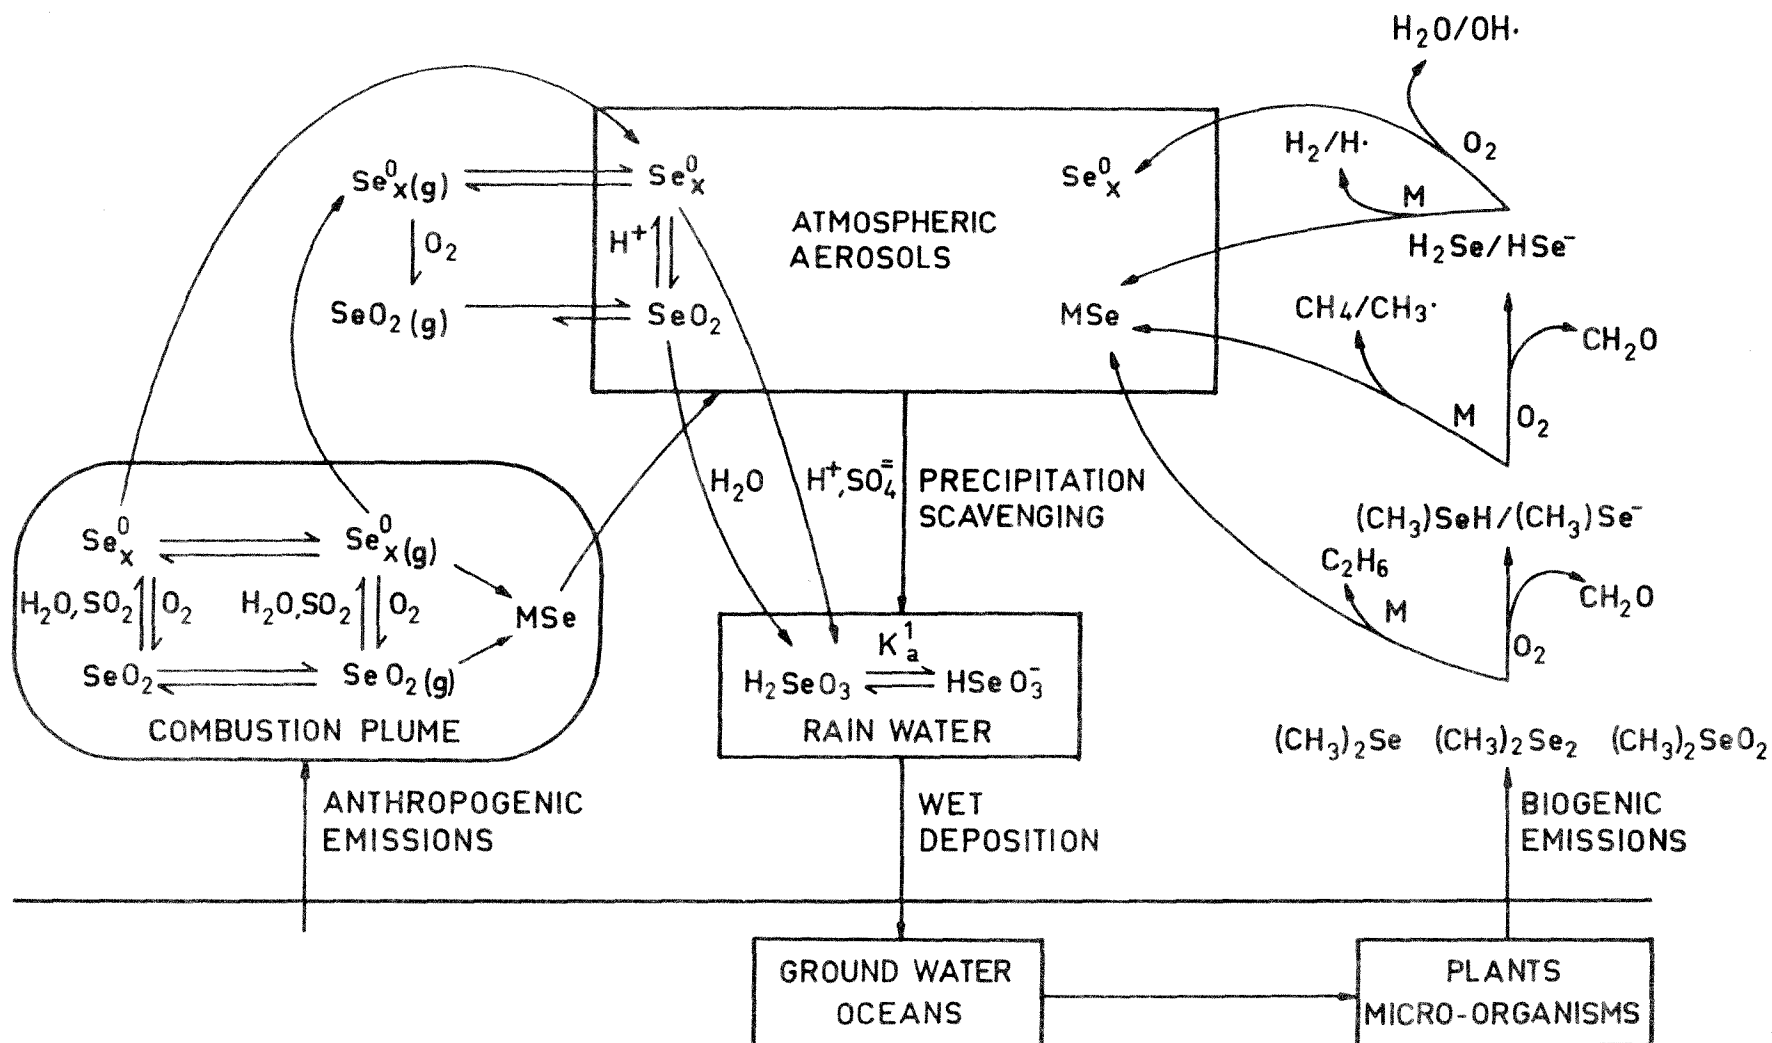 H₂O/OH·
O₂
H₂/H·
M
H₂Se/HSe⁻
Se⁰ₓ(g)
Se⁰ₓ
Se⁰ₓ
O₂
H⁺
ATMOSPHERIC
AEROSOLS
SeO₂(g)
SeO₂
MSe
CH₄/CH₃·
CH₂O
M
O₂
H₂O
H⁺,SO₄⁼
PRECIPITATION
SCAVENGING
(CH₃)SeH/(CH₃)Se⁻
Se⁰ₓ
Se⁰ₓ(g)
C₂H₆
CH₂O
M
O₂
H₂O,SO₂
O₂
H₂O,SO₂
O₂
MSe
SeO₂
SeO₂(g)
COMBUSTION PLUME
K¹ₐ
H₂SeO₃
HSeO₃⁻
RAIN WATER
(CH₃)₂Se (CH₃)₂Se₂ (CH₃)₂SeO₂
ANTHROPOGENIC
EMISSIONS
WET
DEPOSITION
BIOGENIC
EMISSIONS
GROUND WATER
OCEANS
PLANTS
MICRO-ORGANISMS